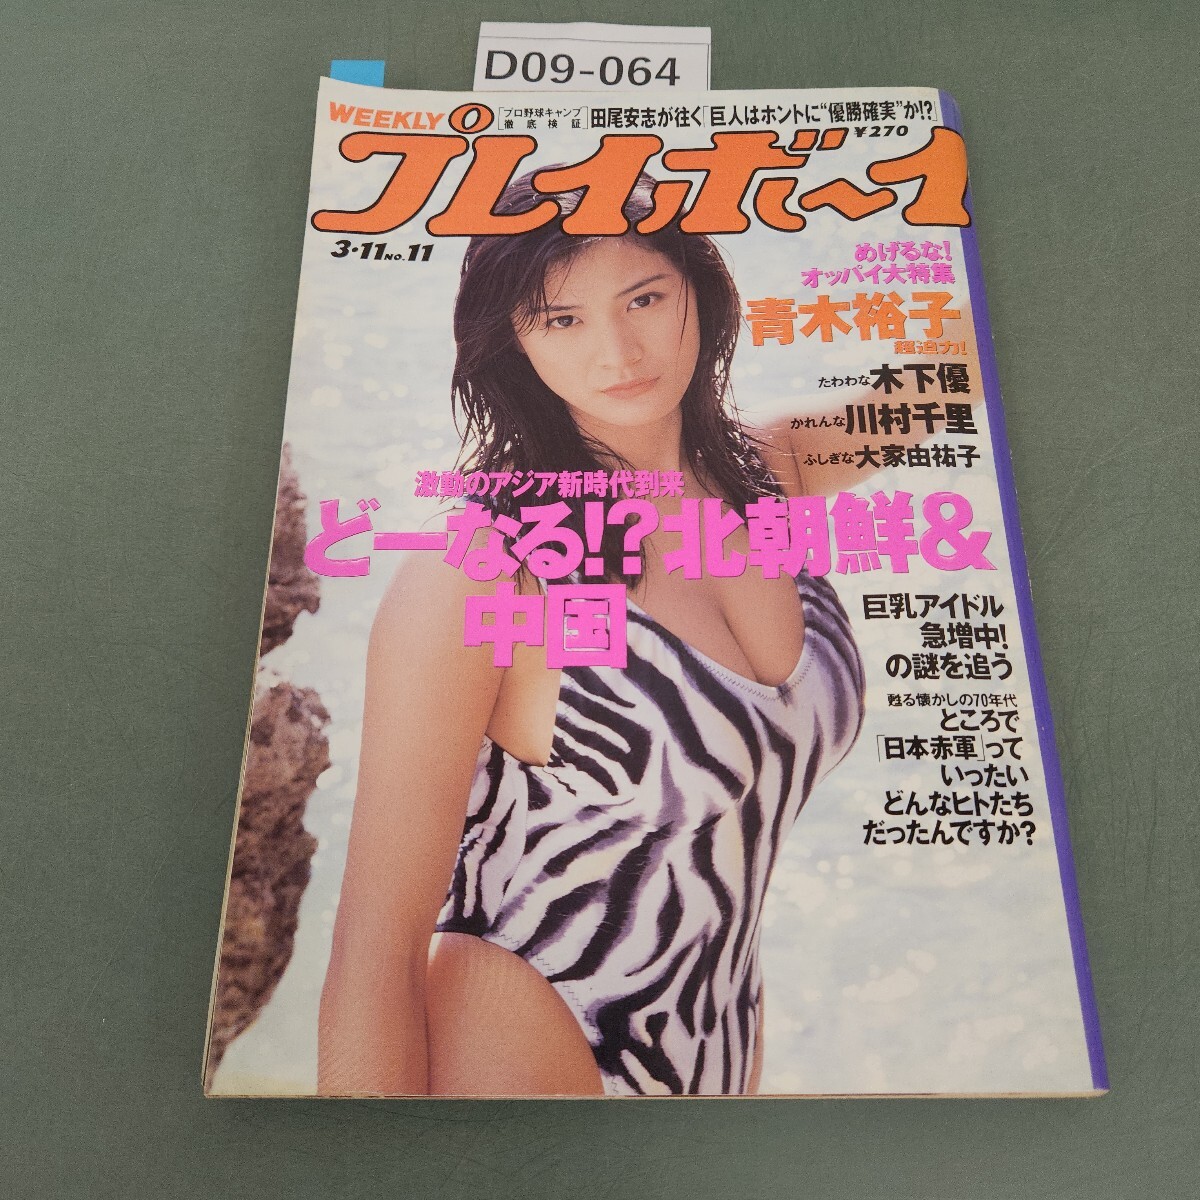 D09-064
WEEKLY
[プロ野球キャンプ徹底検証]田尾安志が往く「巨人はホントに“優勝確実”か!?」
¥270
プレイボーイ
3・11 NO.11
めげるな!
オッパイ大特集
青木裕子
超迫力!
たわわな木下優
かれんな川村千里
ふしぎな大家由祐子
激動のアジア新時代到来
どーなる!?北朝鮮&
中国
巨乳アイドル
急増中!
の謎を追う
甦る懐かしの70年代
ところで
「日本赤軍」って
いったい
どんなヒトたち
だったんですか?